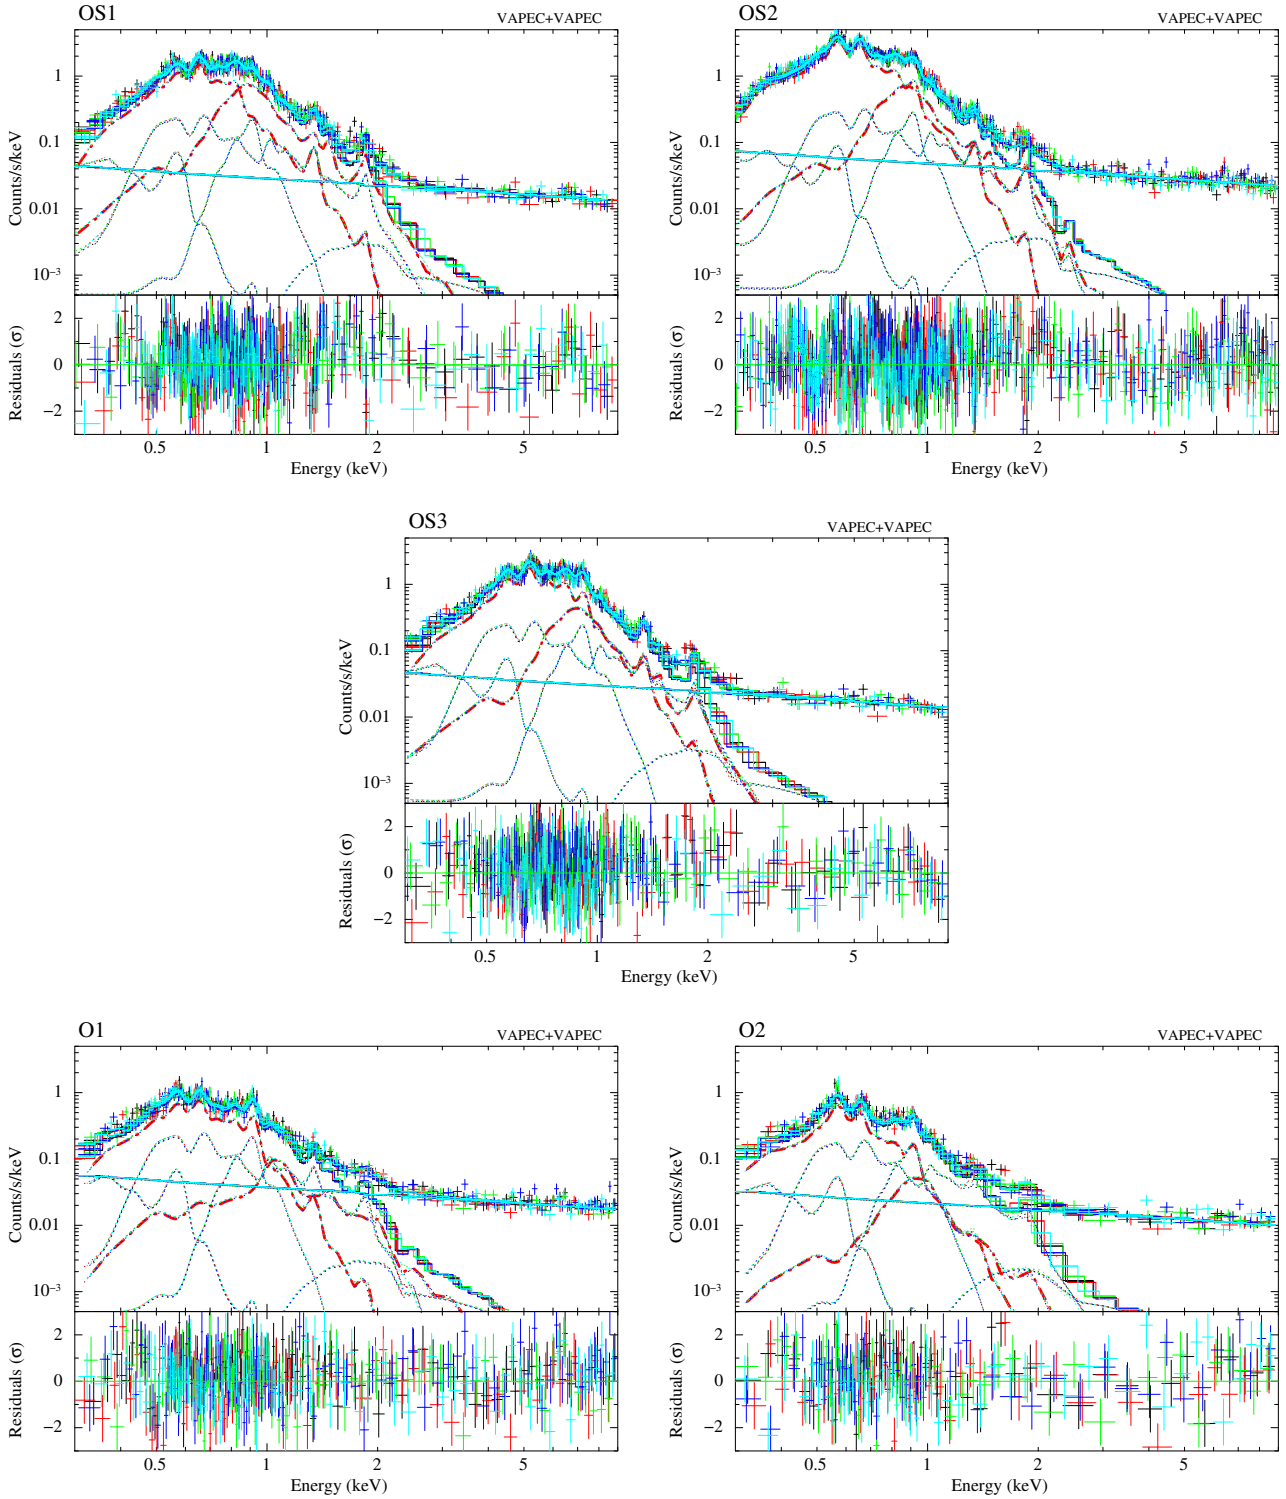 OS1
VAPEC+VAPEC
Counts/s/keV
1
0.1
0.01
10⁻³
Residuals (σ)
2
0
−2
0.5
1
2
5
Energy (keV)
OS2
VAPEC+VAPEC
Counts/s/keV
1
0.1
0.01
10⁻³
Residuals (σ)
2
0
−2
0.5
1
2
5
Energy (keV)
OS3
VAPEC+VAPEC
Counts/s/keV
1
0.1
0.01
10⁻³
Residuals (σ)
2
0
−2
0.5
1
2
5
Energy (keV)
O1
VAPEC+VAPEC
Counts/s/keV
1
0.1
0.01
10⁻³
Residuals (σ)
2
0
−2
0.5
1
2
5
Energy (keV)
O2
VAPEC+VAPEC
Counts/s/keV
1
0.1
0.01
10⁻³
Residuals (σ)
2
0
−2
0.5
1
2
5
Energy (keV)